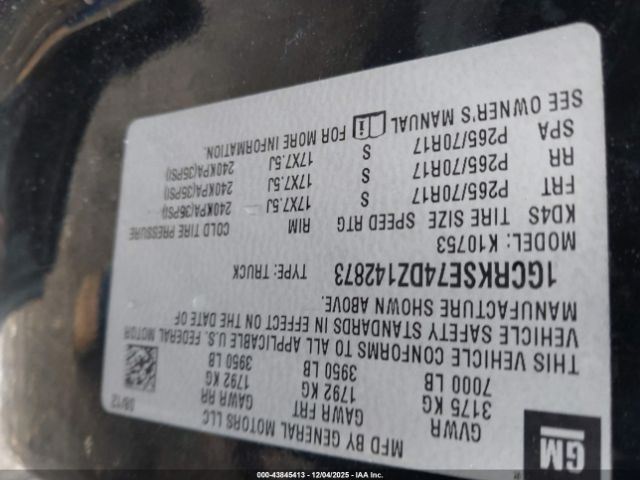 GM
MFD BY GENERAL MOTORS LLC 08/12
GVWR GAWR FRT GAWR RR
3175 KG 1792 KG 1792 KG
7000 LB 3950 LB 3950 LB
THIS VEHICLE CONFORMS TO ALL APPLICABLE U.S. FEDERAL MOTOR
VEHICLE SAFETY STANDARDS IN EFFECT ON THE DATE OF
MANUFACTURE SHOWN ABOVE.
1GCRKSE74DZ142873 TYPE: TRUCK
MODEL: K10753
KD4S TIRE SIZE SPEED RTG RIM COLD TIRE PRESSURE
FRT P265/70R17 S 17X7.5J 240KPA(35PSI)
RR P265/70R17 S 17X7.5J 240KPA(35PSI)
SPA P265/70R17 S 17X7.5J 240KPA(35PSI)
SEE OWNER'S MANUAL FOR MORE INFORMATION.
000-43845413 - 12/04/2025 - IAAI.com